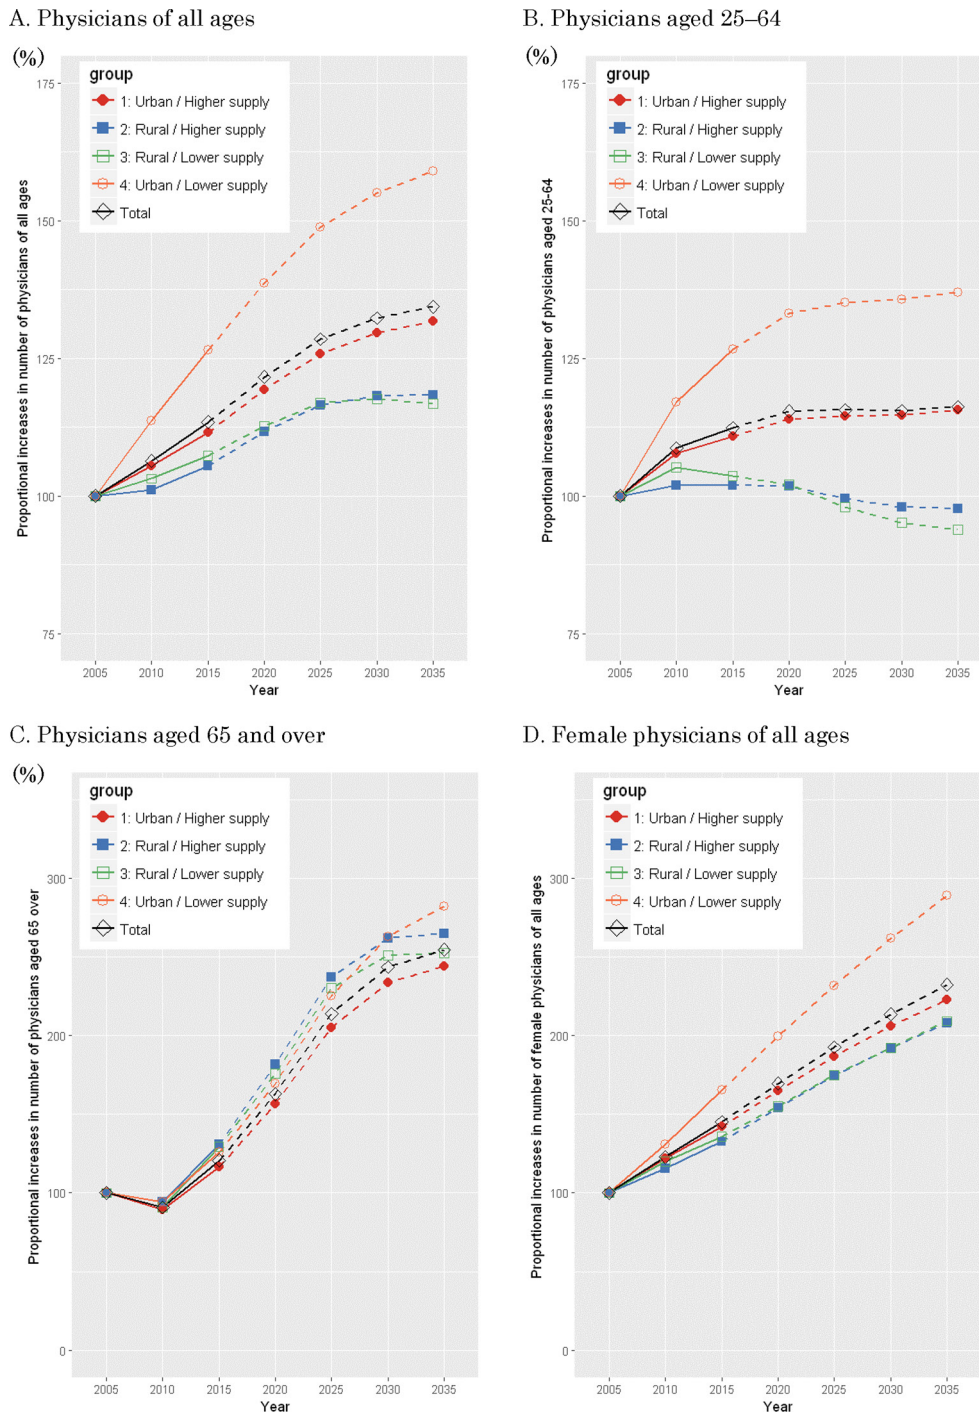 A. Physicians of all ages
(%)
group
1: Urban / Higher supply
2: Rural / Higher supply
3: Rural / Lower supply
4: Urban / Lower supply
Total
Proportional increases in number of physicians of all ages
175
150
125
100
75
2005 2010 2015 2020 2025 2030 2035
Year
B. Physicians aged 25–64
(%)
group
1: Urban / Higher supply
2: Rural / Higher supply
3: Rural / Lower supply
4: Urban / Lower supply
Total
Proportional increases in number of physicians aged 25-64
175
150
125
100
75
2005 2010 2015 2020 2025 2030 2035
Year
C. Physicians aged 65 and over
(%)
group
1: Urban / Higher supply
2: Rural / Higher supply
3: Rural / Lower supply
4: Urban / Lower supply
Total
Proportional increases in number of physicians aged 65 over
300
200
100
0
2005 2010 2015 2020 2025 2030 2035
Year
D. Female physicians of all ages
group
1: Urban / Higher supply
2: Rural / Higher supply
3: Rural / Lower supply
4: Urban / Lower supply
Total
Proportional increases in number of female physicians of all ages
300
200
100
0
2005 2010 2015 2020 2025 2030 2035
Year